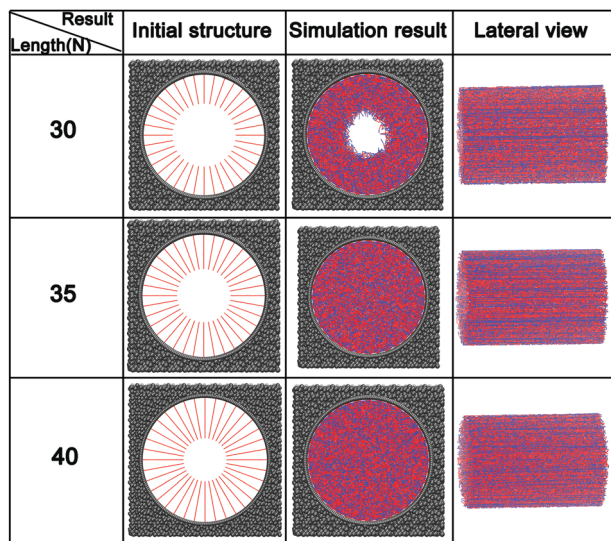 Result
Length(N)
Initial structure
Simulation result
Lateral view
30
35
40